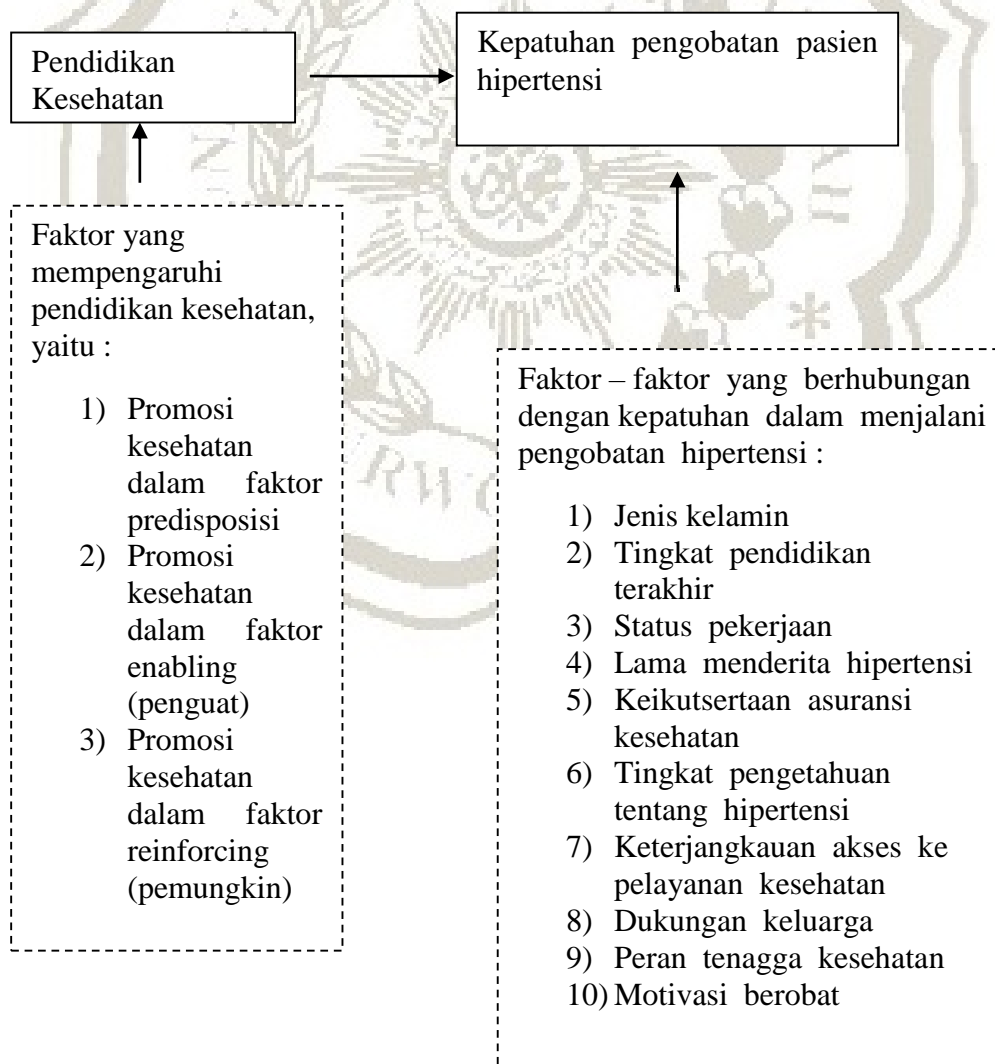 Pendidikan
Kesehatan
Kepatuhan pengobatan pasien
hipertensi
Faktor yang
mempengaruhi
pendidikan kesehatan,
yaitu :
1) Promosi
kesehatan
dalam faktor
predisposisi
2) Promosi
kesehatan
dalam faktor
enabling
(penguat)
3) Promosi
kesehatan
dalam faktor
reinforcing
(pemungkin)
Faktor – faktor yang berhubungan
dengan kepatuhan dalam menjalani
pengobatan hipertensi :
1) Jenis kelamin
2) Tingkat pendidikan
terakhir
3) Status pekerjaan
4) Lama menderita hipertensi
5) Keikutsertaan asuransi
kesehatan
6) Tingkat pengetahuan
tentang hipertensi
7) Keterjangkauan akses ke
pelayanan kesehatan
8) Dukungan keluarga
9) Peran tenagga kesehatan
10) Motivasi berobat